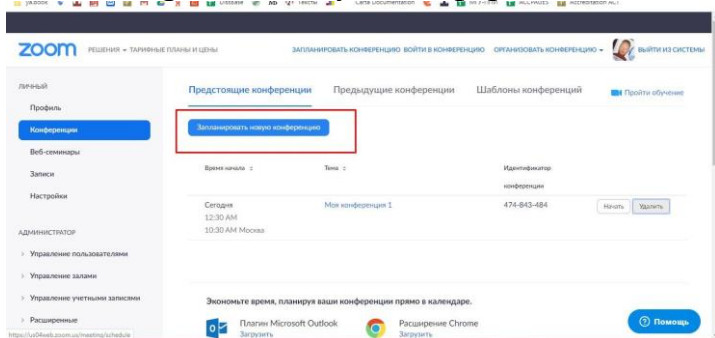 zoom РЕШЕНИЯ ТАРИФНЫЕ ПЛАНЫ И ЦЕНЫ ЗАПЛАНИРОВАТЬ КОНФЕРЕНЦИЮ ВОЙТИ В КОНФЕРЕНЦИЮ ОРГАНИЗОВАТЬ КОНФЕРЕНЦИЮ ВЫЙТИ ИЗ СИСТЕМЫ
ЛИЧНЫЙ
Профиль
Конференции
Веб-семинары
Записи
Настройки
АДМИНИСТРАТОР
Управление пользователями
Управление залами
Управление учетными записями
Расширенные
https://us04web.zoom.us/meeting/schedule
Предстоящие конференции Предыдущие конференции Шаблоны конференций Пройти обучение
Запланировать новую конференцию
Время начала Тема Идентификатор
конференции
Сегодня Моя конференция 1 474-843-484 Начать Удалить
12:30 AM
10:30 AM Москва
Экономьте время, планируя ваши конференции прямо в календаре.
Плагин Microsoft Outlook Расширение Chrome
Загрузить Загрузить
Помощь